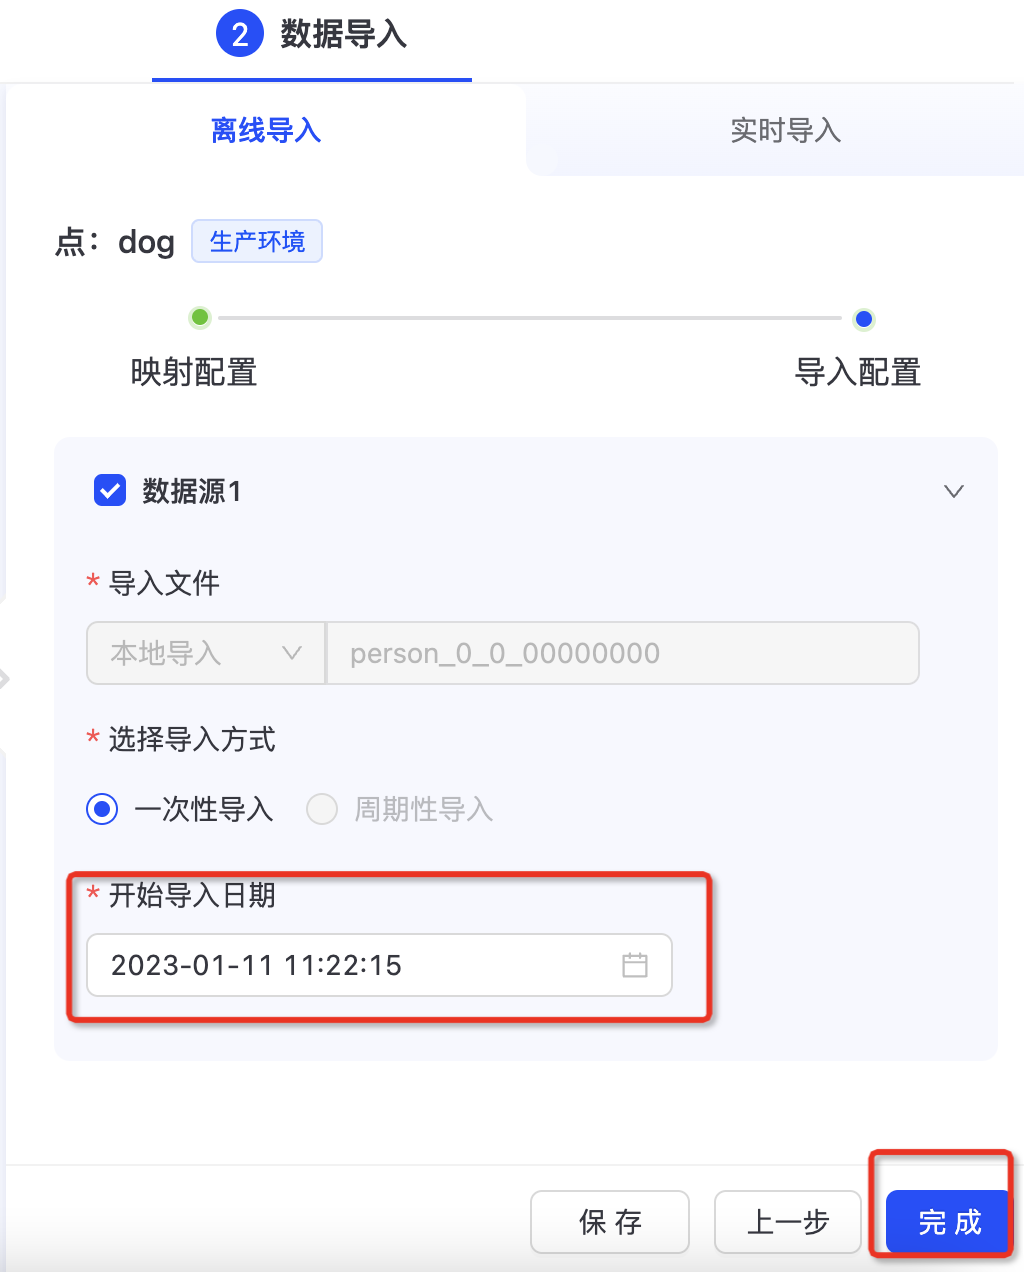 2 数据导入
离线导入 实时导入
点：dog 生产环境
映射配置 导入配置
数据源1
* 导入文件
本地导入 person_0_0_00000000
* 选择导入方式
一次性导入 周期性导入
* 开始导入日期
2023-01-11 11:22:15
保存 上一步 完成